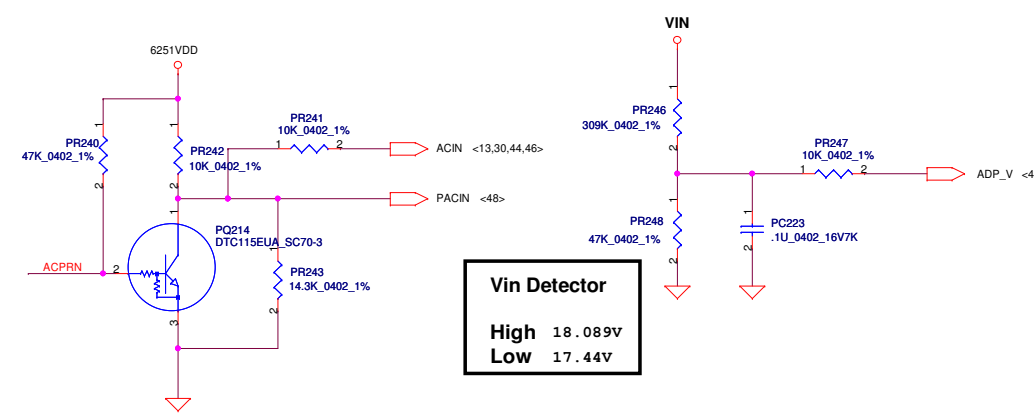 VIN
6251VDD
PR240
47K_0402_1%
1
2
PR242
10K_0402_1%
1
2
PR241
10K_0402_1%
1
2
ACIN <13,30,44,46>
PACIN <48>
ACPRN
2
1
3
PQ214
DTC115EUA_SC70-3
PR243
14.3K_0402_1%
1
2
PR246
309K_0402_1%
1
2
PR247
10K_0402_1%
1
2
ADP_V <4
PR248
47K_0402_1%
1
2
PC223
.1U_0402_16V7K
1
2
Vin Detector
High 18.089V
Low 17.44V